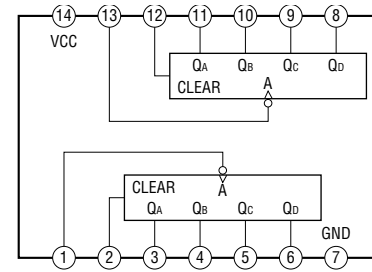 14 13 12 11 10 9 8
VCC
QA QB QC QD
A
CLEAR
CLEAR
A
QA QB QC QD
GND
1 2 3 4 5 6 7